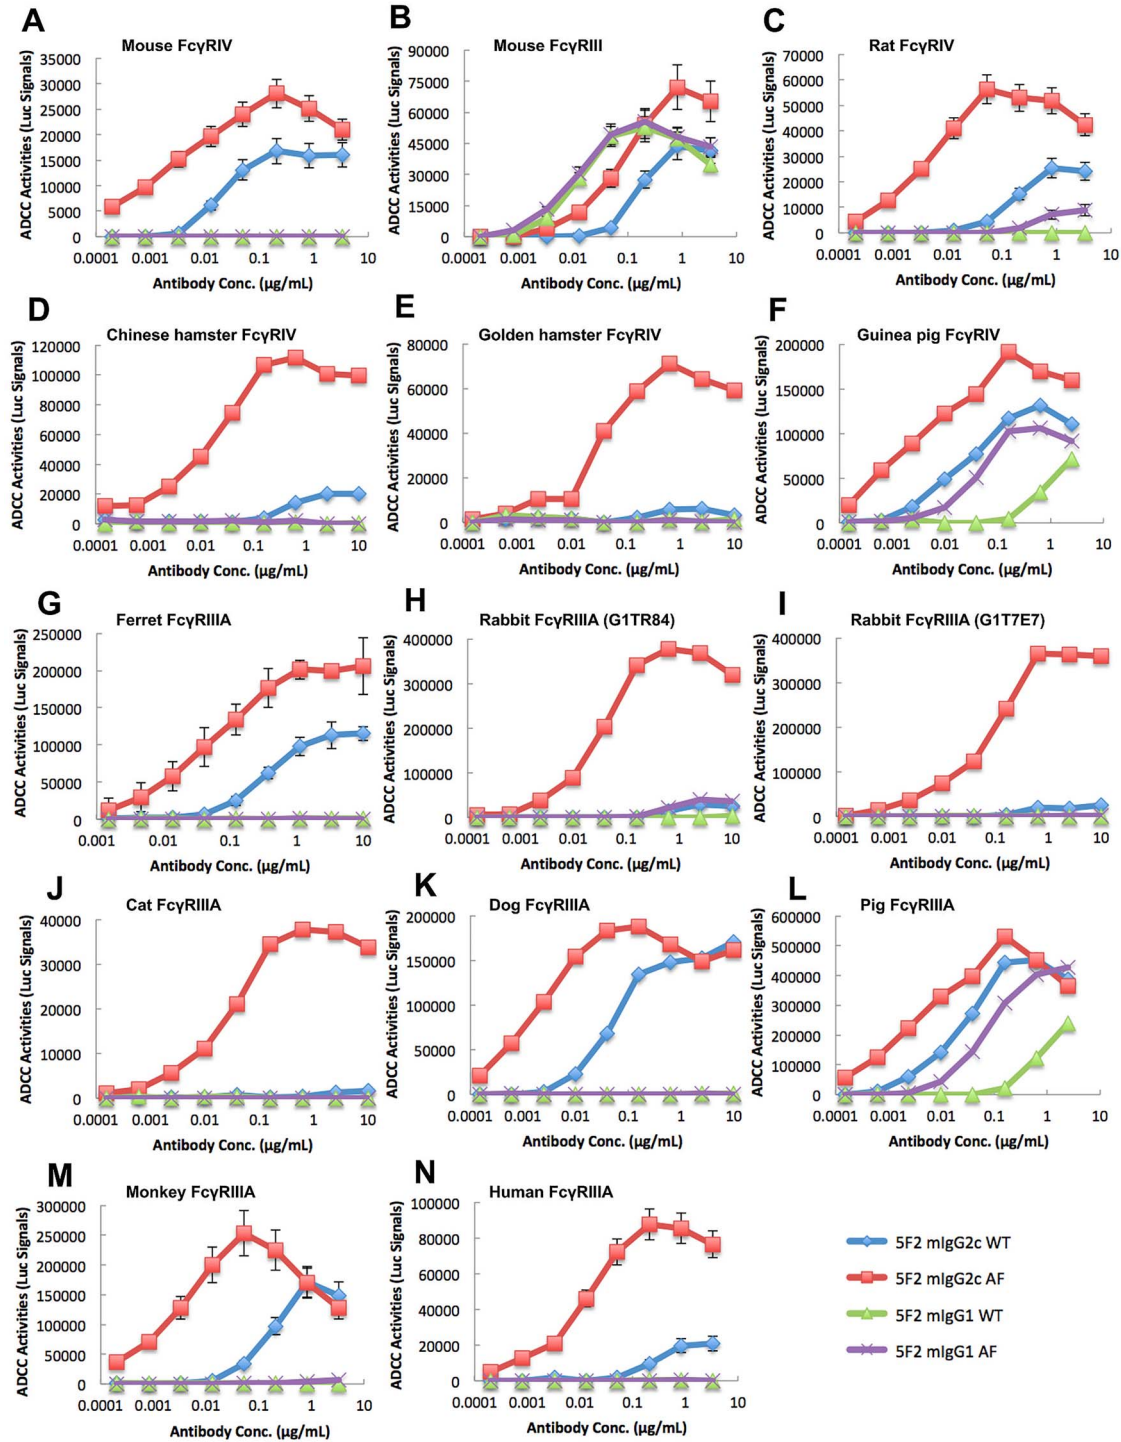 A
Mouse FcγRIV
ADCC Activities (Luc Signals)
35000
30000
25000
20000
15000
10000
5000
0
0.0001 0.001 0.01 0.1 1 10
Antibody Conc. (µg/mL)
B
Mouse FcγRIII
ADCC Activities (Luc Signals)
90000
75000
60000
45000
30000
15000
0
0.0001 0.001 0.01 0.1 1 10
Antibody Conc. (µg/mL)
C
Rat FcγRIV
ADCC Activities (Luc Signals)
70000
60000
50000
40000
30000
20000
10000
0
0.0001 0.001 0.01 0.1 1 10
Antibody Conc. (µg/mL)
D
Chinese hamster FcγRIV
ADCC Activities (Luc Signals)
120000
100000
80000
60000
40000
20000
0
0.0001 0.001 0.01 0.1 1 10
Antibody Conc. (µg/mL)
E
Golden hamster FcγRIV
ADCC Activities (Luc Signals)
80000
60000
40000
20000
0
0.0001 0.001 0.01 0.1 1 10
Antibody Conc. (µg/mL)
F
Guinea pig FcγRIV
ADCC Activities (Luc Signals)
200000
150000
100000
50000
0
0.0001 0.001 0.01 0.1 1 10
Antibody Conc. (µg/mL)
G
Ferret FcγRIIIA
ADCC Activities (Luc Signals)
250000
200000
150000
100000
50000
0
0.001 0.01 0.1 1 10
Antibody Conc. (µg/mL)
H
Rabbit FcγRIIIA (G1TR84)
ADCC Activities (Luc Signals)
400000
300000
200000
100000
0
0.0001 0.001 0.01 0.1 1 10
Antibody Conc. (µg/mL)
I
Rabbit FcγRIIIA (G1T7E7)
ADCC Activities (Luc Signals)
400000
300000
200000
100000
0
0.0001 0.001 0.01 0.1 1 10
Antibody Conc. (µg/mL)
J
Cat FcγRIIIA
ADCC Activities (Luc Signals)
40000
30000
20000
10000
0
0.0001 0.001 0.01 0.1 1 10
Antibody Conc. (µg/mL)
K
Dog FcγRIIIA
ADCC Activities (Luc Signals)
200000
150000
100000
50000
0
0.0001 0.001 0.01 0.1 1 10
Antibody Conc. (µg/mL)
L
Pig FcγRIIIA
ADCC Activities (Luc Signals)
600000
500000
400000
300000
200000
100000
0
0.0001 0.001 0.01 0.1 1 10
Antibody Conc. (µg/mL)
M
Monkey FcγRIIIA
ADCC Activities (Luc Signals)
300000
250000
200000
150000
100000
50000
0
0.0001 0.001 0.01 0.1 1 10
Antibody Conc. (µg/mL)
N
Human FcγRIIIA
ADCC Activities (Luc Signals)
100000
80000
60000
40000
20000
0
0.0001 0.001 0.01 0.1 1 10
Antibody Conc. (µg/mL)
5F2 mIgG2c WT
5F2 mIgG2c AF
5F2 mIgG1 WT
5F2 mIgG1 AF